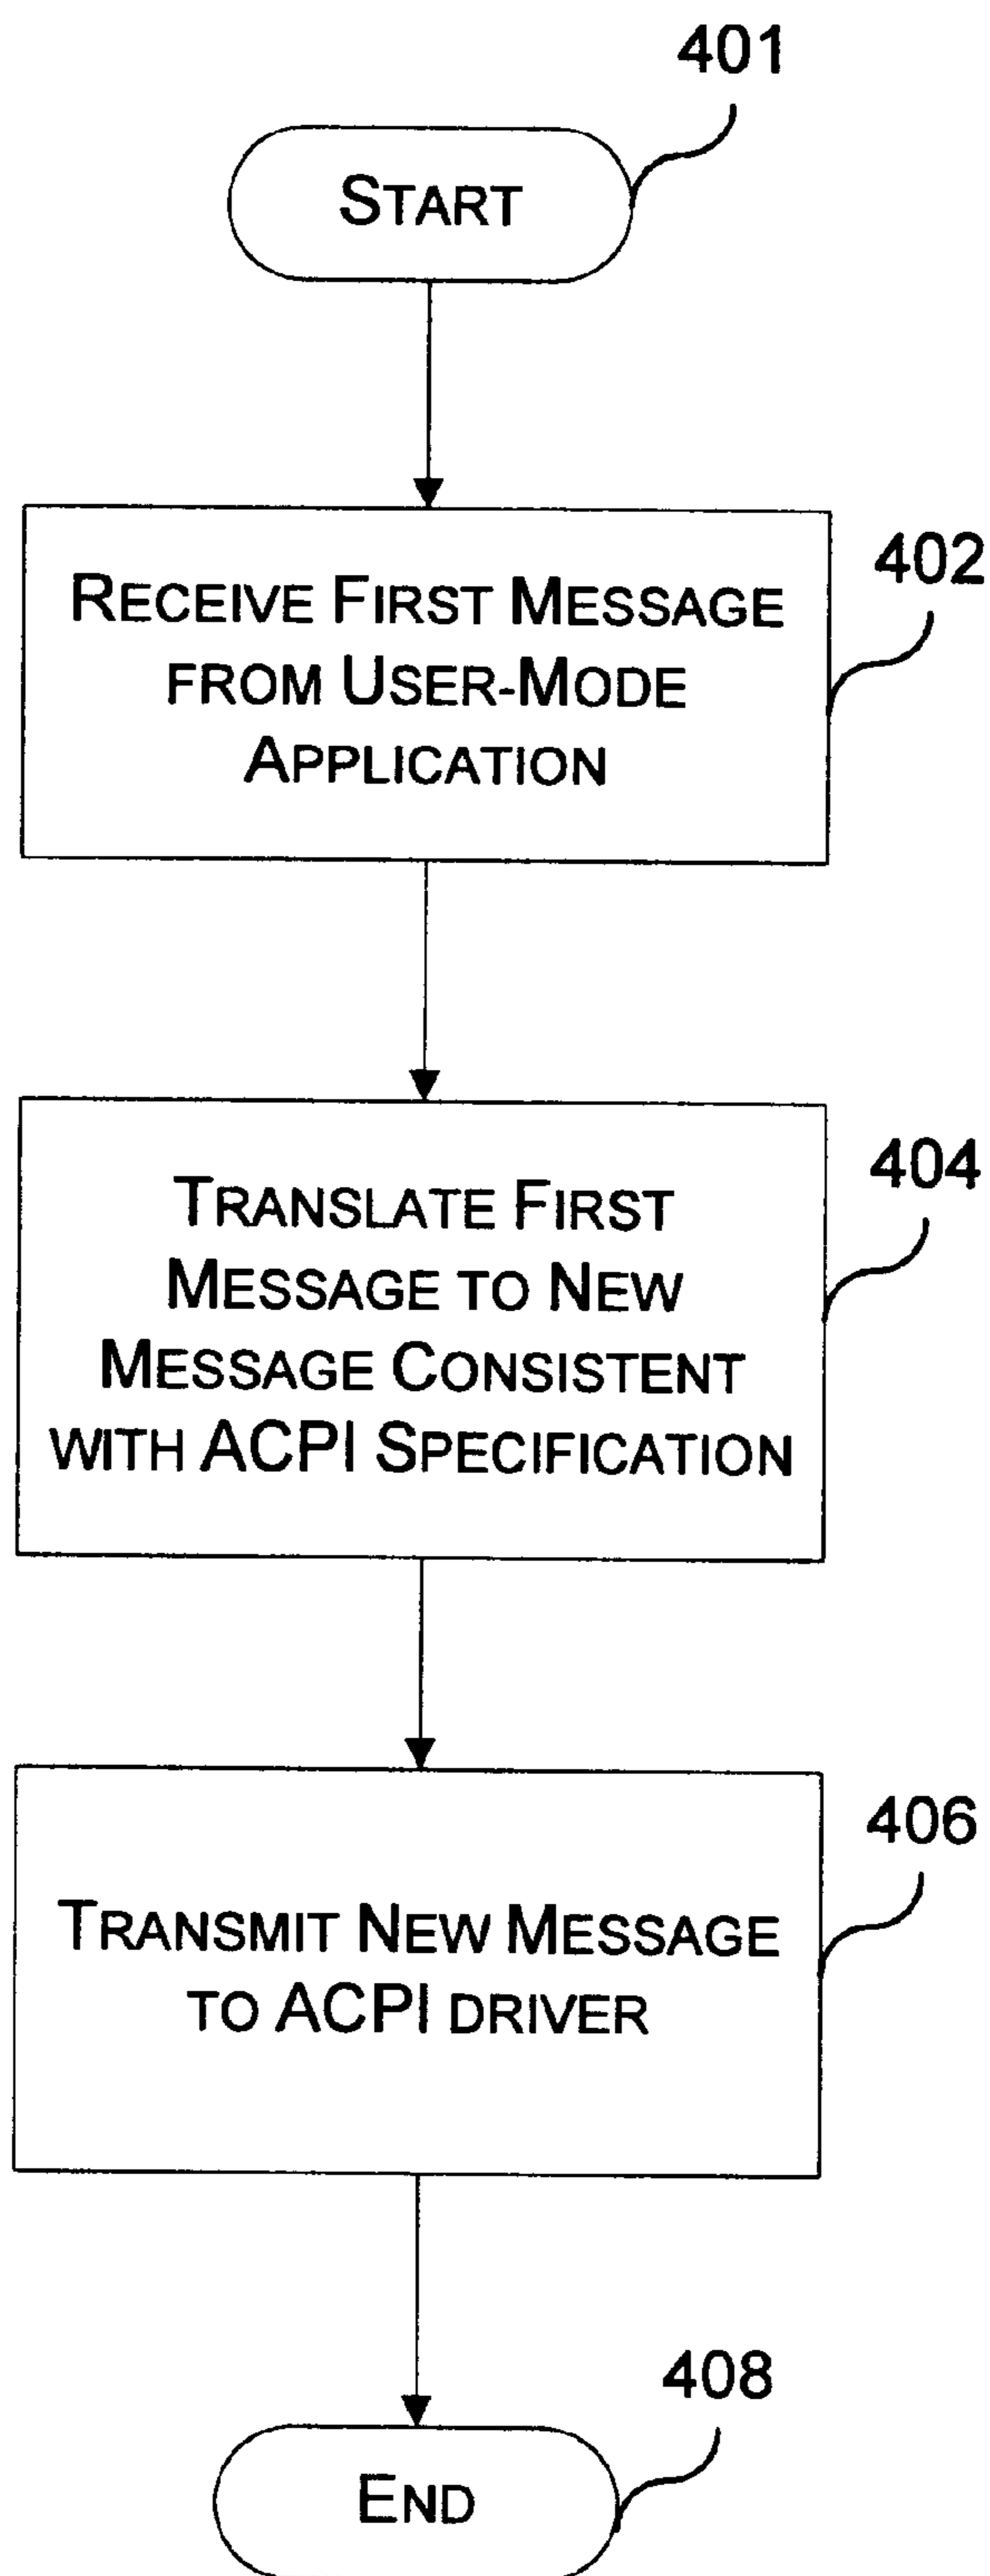 401
START
402
RECEIVE FIRST MESSAGE
FROM USER-MODE
APPLICATION
404
TRANSLATE FIRST
MESSAGE TO NEW
MESSAGE CONSISTENT
WITH ACPI SPECIFICATION
406
TRANSMIT NEW MESSAGE
TO ACPI DRIVER
408
END